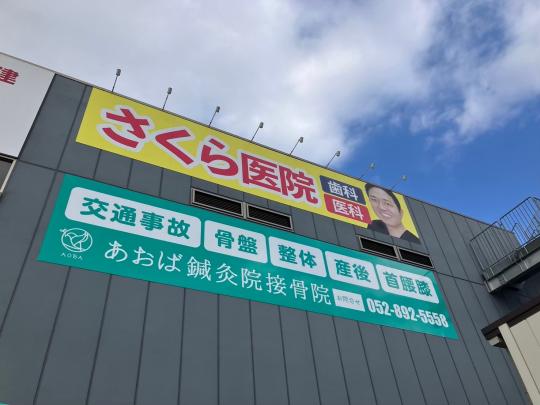 建
さくら医院
歯科
医科
交通事故 骨盤 整体 産後 首腰膝
AOBA
あおば鍼灸院接骨院
お問合せ 052-892-5558